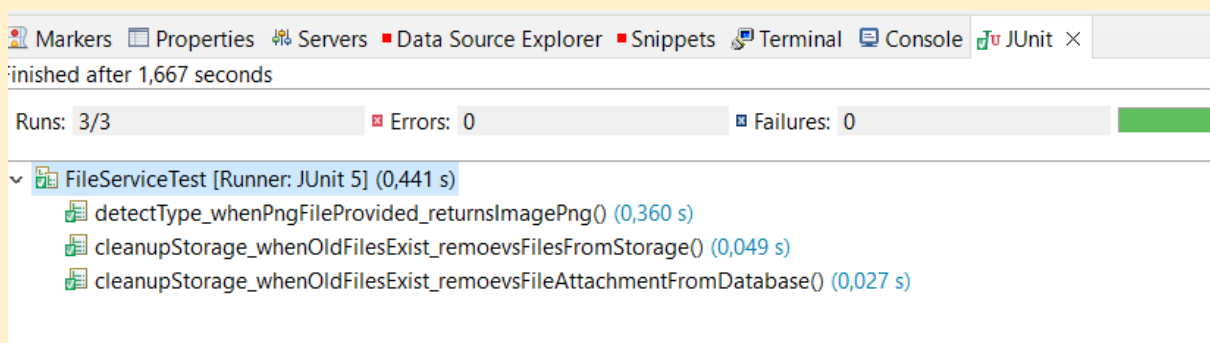 Markers Properties Servers Data Source Explorer Snippets Terminal Console JUnit
Finished after 1,667 seconds
Runs: 3/3 Errors: 0 Failures: 0
FileServiceTest [Runner: JUnit 5] (0,441 s)
detectType_whenPngFileProvided_returnsImagePng() (0,360 s)
cleanupStorage_whenOldFilesExist_remoevsFilesFromStorage() (0,049 s)
cleanupStorage_whenOldFilesExist_remoevsFileAttachmentFromDatabase() (0,027 s)